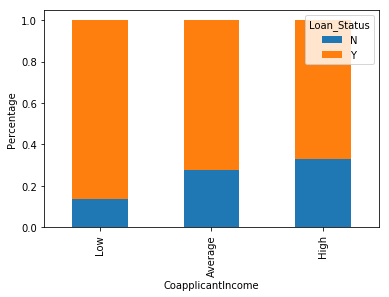 Loan_Status
N
Y
1.0
0.8
0.6
0.4
0.2
0.0
Percentage
Low
Average
High
CoapplicantIncome